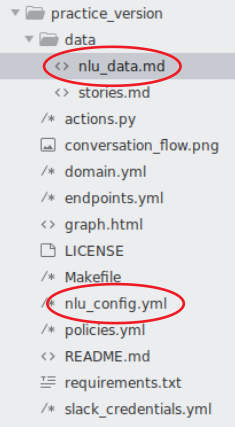 practice_version
data
<> nlu_data.md
<> stories.md
/* actions.py
conversation_flow.png
/* domain.yml
/* endpoints.yml
<> graph.html
LICENSE
/* Makefile
/* nlu_config.yml
/* policies.yml
<> README.md
requirements.txt
/* slack_credentials.yml